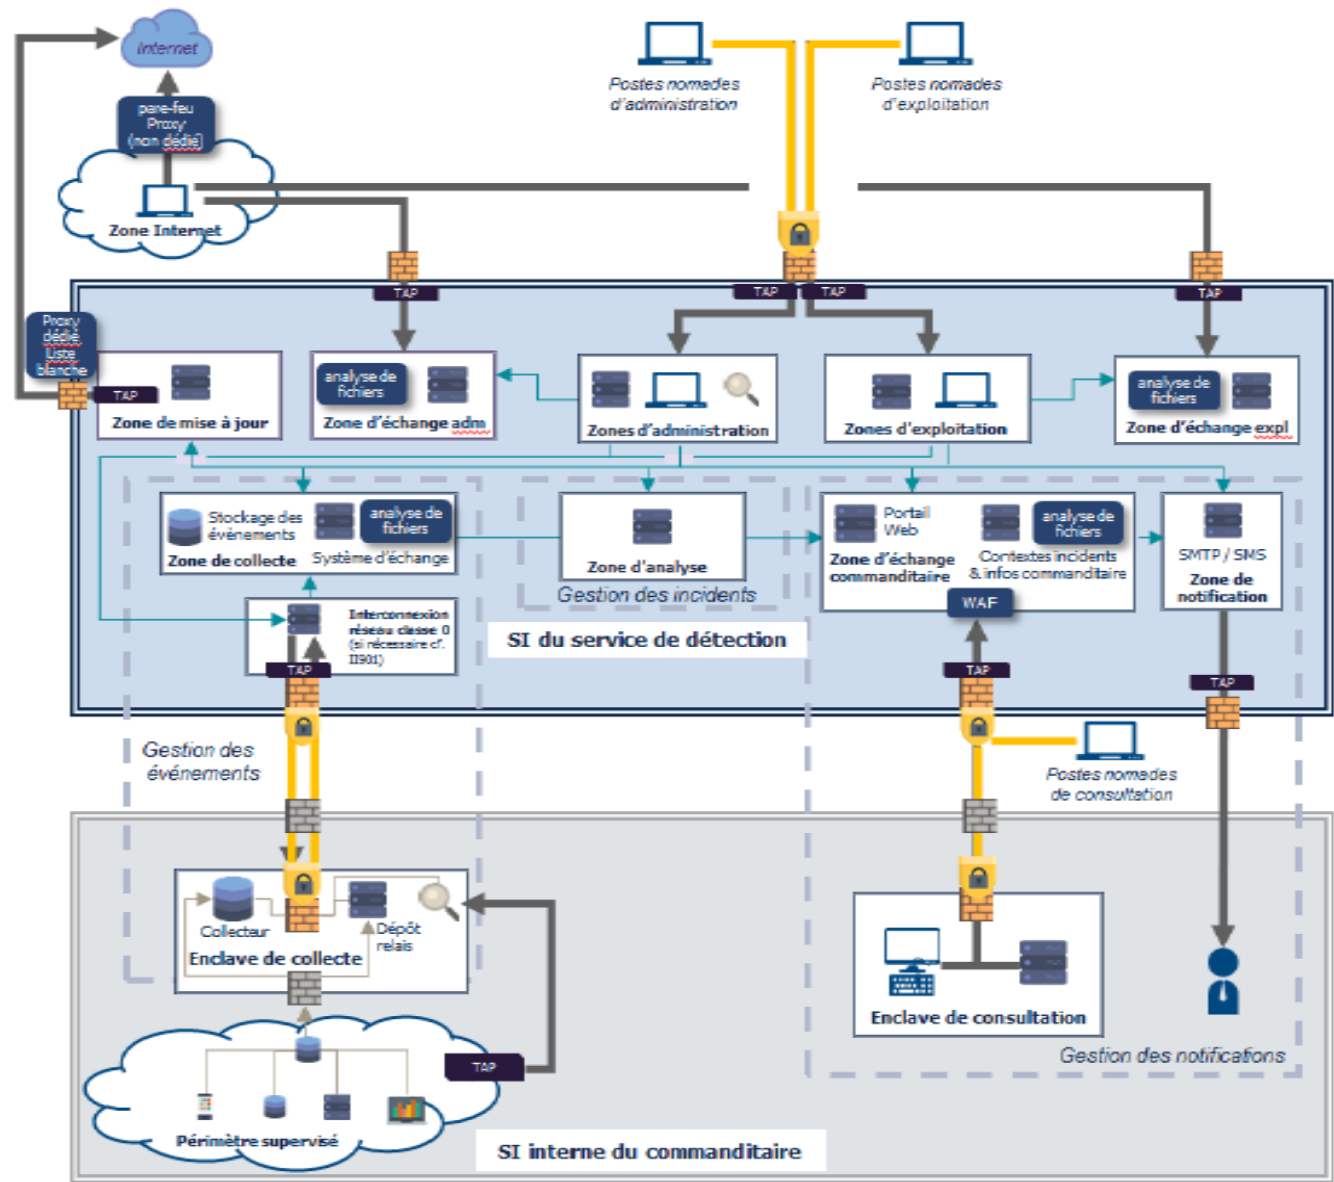 Internet
pare-feu
Proxy
(non dédié)
Zone Internet
Postes nomades
d'administration
Postes nomades
d'exploitation
TAP
TAP
TAP
TAP
Proxy
dédié
Liste
blanche
TAP
Zone de mise à jour
analyse de
fichiers
Zone d'échange adm
Zones d'administration
Zones d'exploitation
analyse de
fichiers
Zone d'échange expl
Stockage des
évènements
Zone de collecte
analyse de
fichiers
Système d'échange
Zone d'analyse
Gestion des incidents
Portail
Web
Zone d'échange
commanditaire
analyse de
fichiers
Contextes incidents
& infos commanditaire
WAF
SMTP / SMS
Zone de
notification
Interconnexion
réseau classe 0
(si nécessaire cf.
II901)
TAP
SI du service de détection
TAP
TAP
Gestion des
événements
Postes nomades
de consultation
Collecteur
Dépôt
relais
Enclave de collecte
Enclave de consultation
Gestion des notifications
TAP
Périmètre supervisé
SI interne du commanditaire